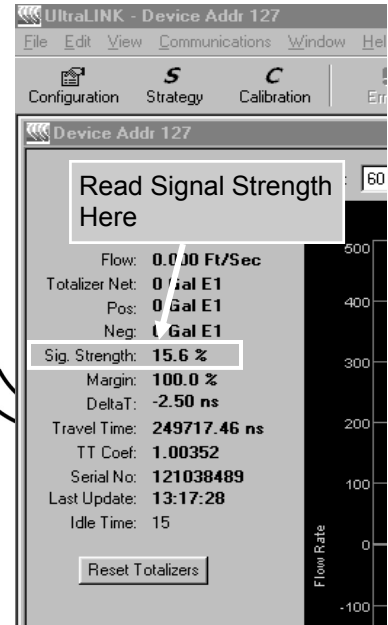 UltraLINK - Device Addr 127
File Edit View Communications Window Hel
Configuration Strategy Calibration Er
Device Addr 127
60
Read Signal Strength
Here
Flow: 0.000 Ft/Sec
Totalizer Net: 0 Gal E1
Pos: 0 Gal E1
Neg: 0 Gal E1
Sig. Strength: 15.6 %
Margin: 100.0 %
DeltaT: -2.50 ns
Travel Time: 249717.46 ns
TT Coef: 1.00352
Serial No: 121038489
Last Update: 13:17:28
Idle Time: 15
Reset Totalizers
500
400
300
200
100
0
-100
Flow Rate